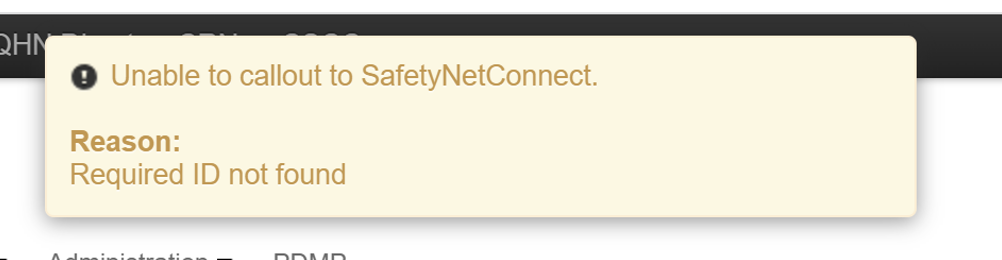 Unable to callout to SafetyNetConnect.
Reason:
Required ID not found
Administration PDMP